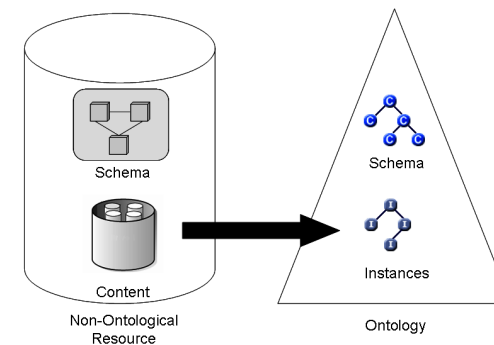 Schema
Content
Non-Ontological
Resource
C
C
C
C
C
Schema
I
I
I
I
Instances
Ontology